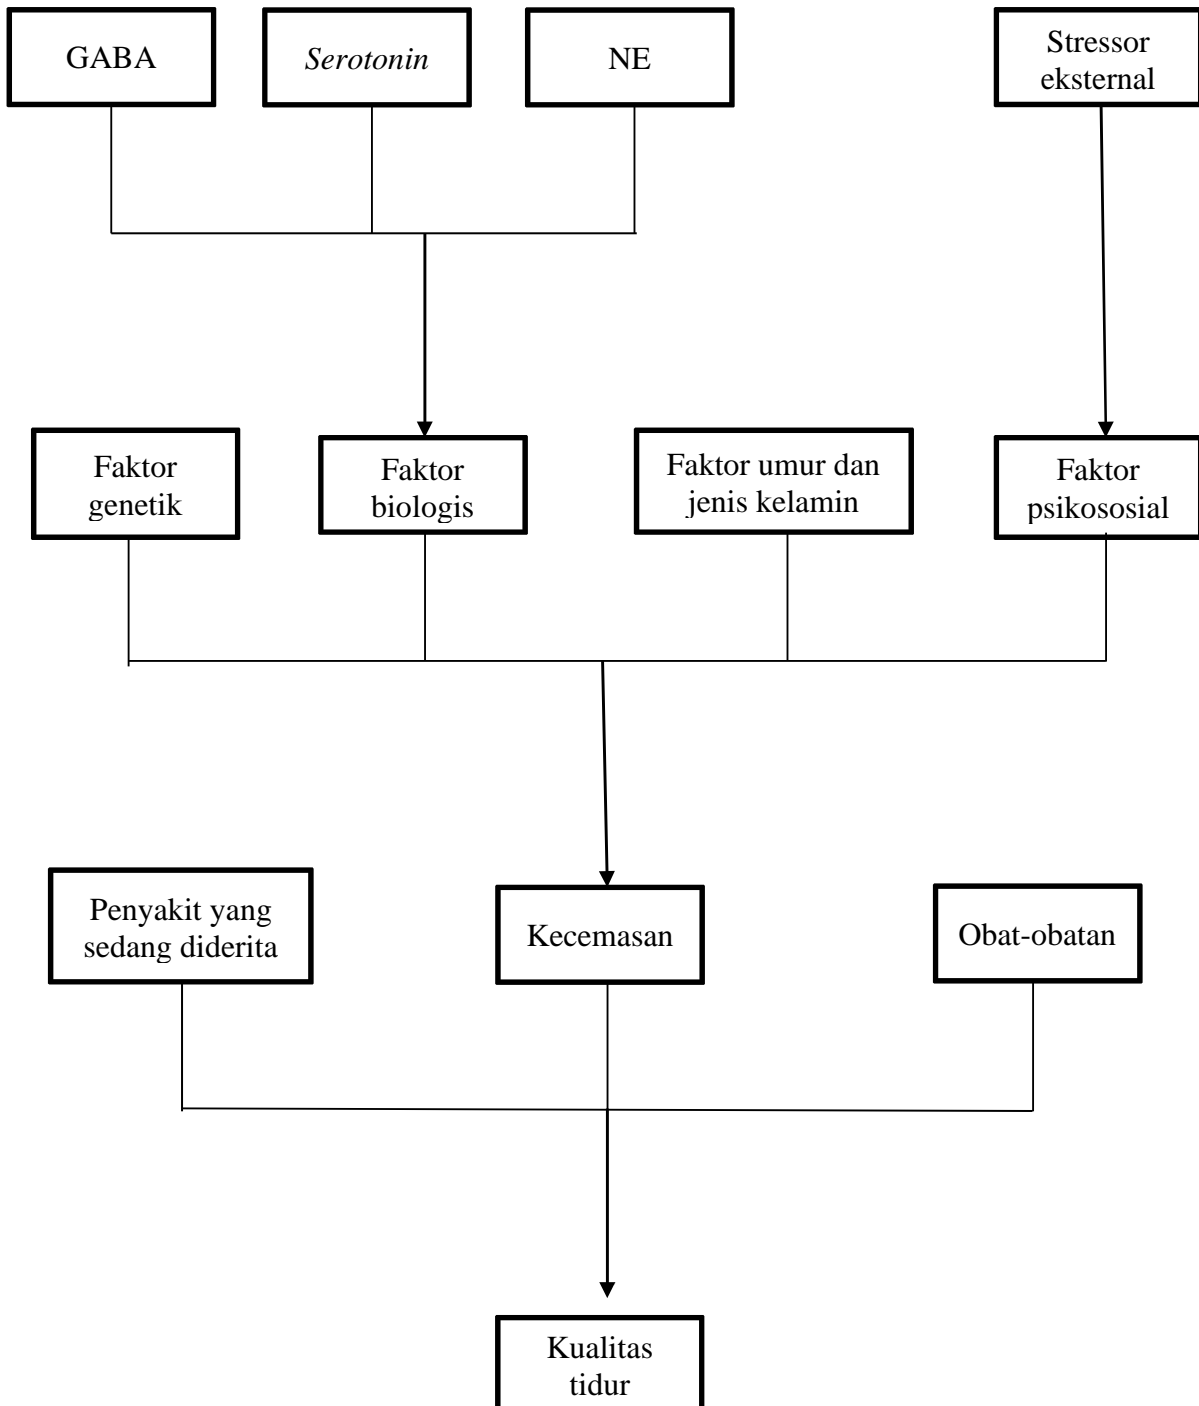 GABA
Serotonin
NE
Stressor
eksternal
Faktor
genetik
Faktor
biologis
Faktor umur dan
jenis kelamin
Faktor
psikososial
Penyakit yang
sedang diderita
Kecemasan
Obat-obatan
Kualitas
tidur